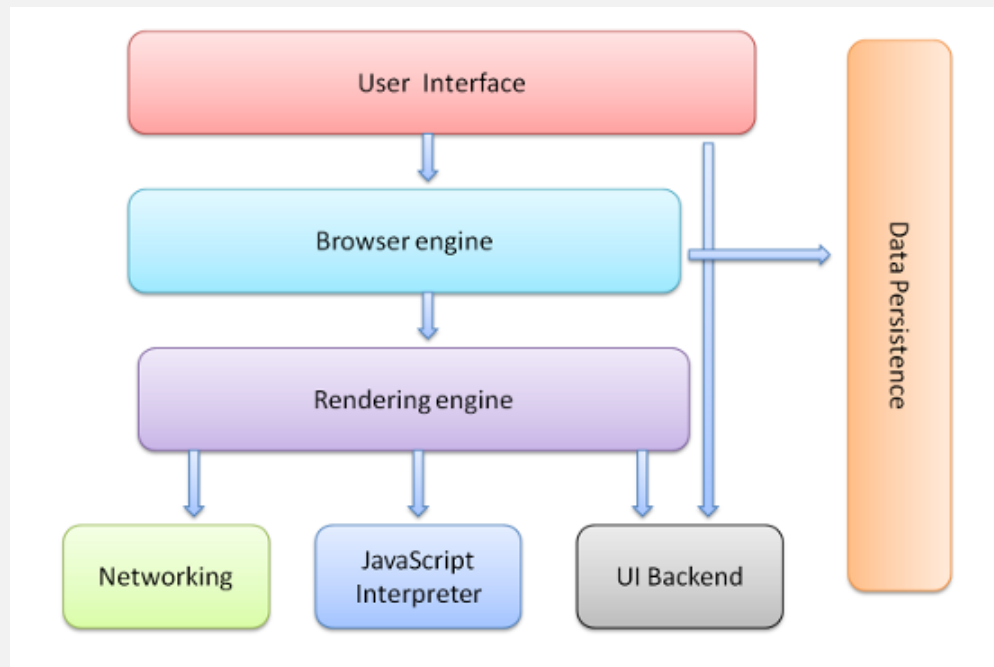 User Interface
Browser engine
Data Persistence
Rendering engine
Networking
JavaScript
Interpreter
UI Backend